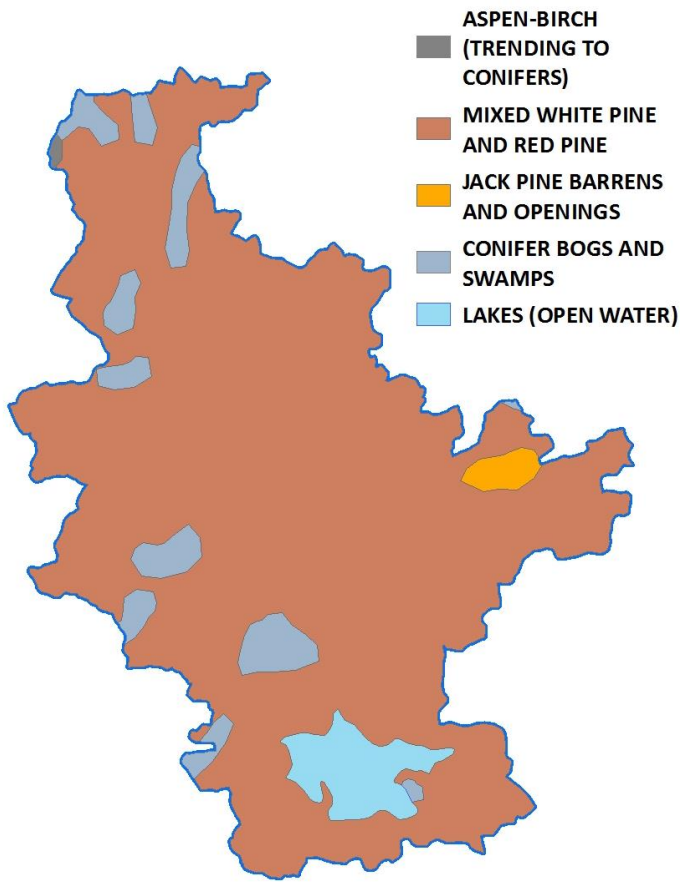 ASPEN-BIRCH
(TRENDING TO
CONIFERS)
MIXED WHITE PINE
AND RED PINE
JACK PINE BARRENS
AND OPENINGS
CONIFER BOGS AND
SWAMPS
LAKES (OPEN WATER)